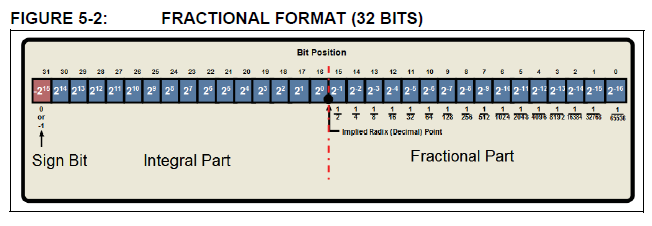 FIGURE 5-2: FRACTIONAL FORMAT (32 BITS)
Bit Position
31 30 29 28 27 26 25 24 23 22 21 20 19 18 17 16 15 14 13 12 11 10 9 8 7 6 5 4 3 2 1 0
-2¹⁵ 2¹⁴ 2¹³ 2¹² 2¹¹ 2¹⁰ 2⁹ 2⁸ 2⁷ 2⁶ 2⁵ 2⁴ 2³ 2² 2¹ 2⁰ 2⁻¹ 2⁻² 2⁻³ 2⁻⁴ 2⁻⁵ 2⁻⁶ 2⁻⁷ 2⁻⁸ 2⁻⁹ 2⁻¹⁰ 2⁻¹¹ 2⁻¹² 2⁻¹³ 2⁻¹⁴ 2⁻¹⁵ 2⁻¹⁶
0 1/2 1/4 1/8 1/16 1/32 1/64 1/128 1/256 1/512 1/1024 1/2048 1/4096 1/8192 1/16384 1/32768 1/65536
or
-1
Implied Radix (Decimal) Point
Sign Bit Integral Part Fractional Part